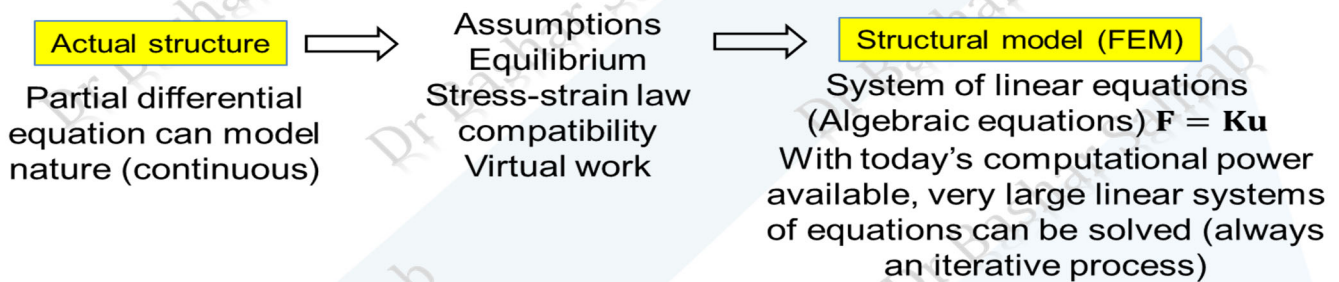 Actual structure
Partial differential
equation can model
nature (continuous)
Assumptions
Equilibrium
Stress-strain law
compatibility
Virtual work
Structural model (FEM)
System of linear equations
(Algebraic equations) F = Ku
With today's computational power
available, very large linear systems
of equations can be solved (always
an iterative process)